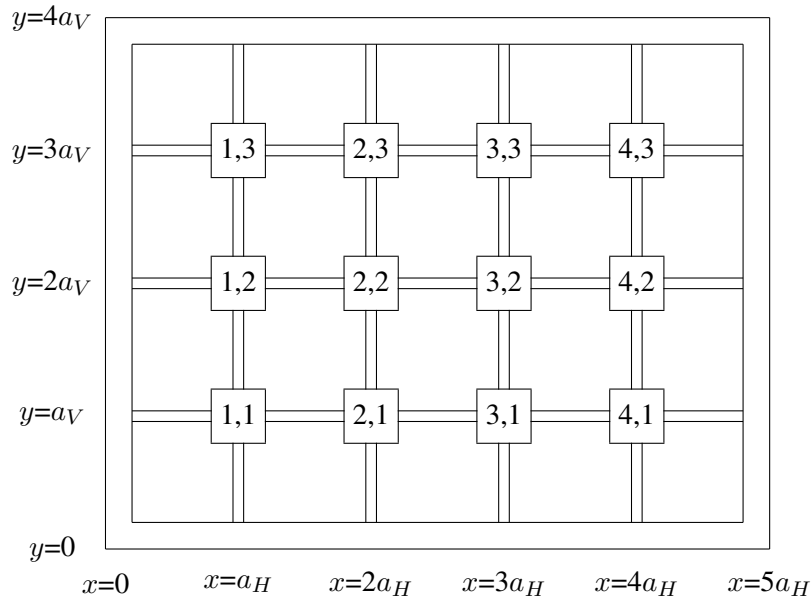 y=4a_V
y=3a_V 1,3 2,3 3,3 4,3
y=2a_V 1,2 2,2 3,2 4,2
y=a_V 1,1 2,1 3,1 4,1
y=0
x=0 x=a_H x=2a_H x=3a_H x=4a_H x=5a_H